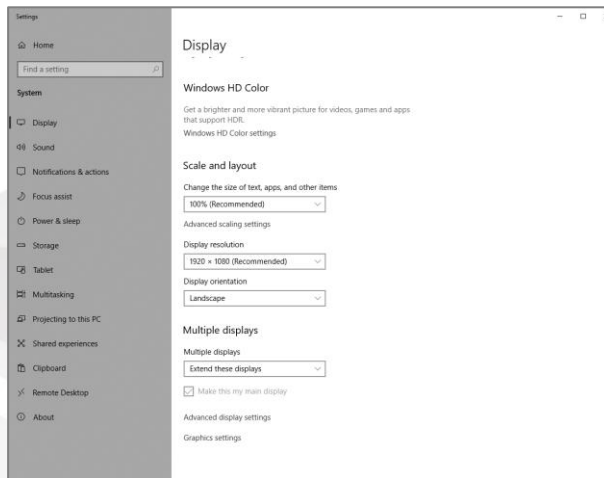 Settings
Home
Find a setting
System
Display
Sound
Notifications & actions
Focus assist
Power & sleep
Storage
Tablet
Multitasking
Projecting to this PC
Shared experiences
Clipboard
Remote Desktop
About
Display
Windows HD Color
Get a brighter and more vibrant picture for videos, games and apps
that support HDR.
Windows HD Color settings
Scale and layout
Change the size of text, apps, and other items
100% (Recommended)
Advanced scaling settings
Display resolution
1920 × 1080 (Recommended)
Display orientation
Landscape
Multiple displays
Multiple displays
Extend these displays
Make this my main display
Advanced display settings
Graphics settings